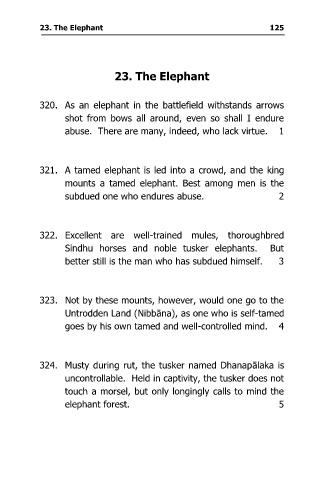 23. The Elephant 125
23. The Elephant
320. As an elephant in the battlefield withstands arrows
shot from bows all around, even so shall I endure
abuse. There are many, indeed, who lack virtue. 1
321. A tamed elephant is led into a crowd, and the king
mounts a tamed elephant. Best among men is the
subdued one who endures abuse. 2
322. Excellent are well-trained mules, thoroughbred
Sindhu horses and noble tusker elephants. But
better still is the man who has subdued himself. 3
323. Not by these mounts, however, would one go to the
Untrodden Land (Nibbāna), as one who is self-tamed
goes by his own tamed and well-controlled mind. 4
324. Musty during rut, the tusker named Dhanapālaka is
uncontrollable. Held in captivity, the tusker does not
touch a morsel, but only longingly calls to mind the
elephant forest. 5